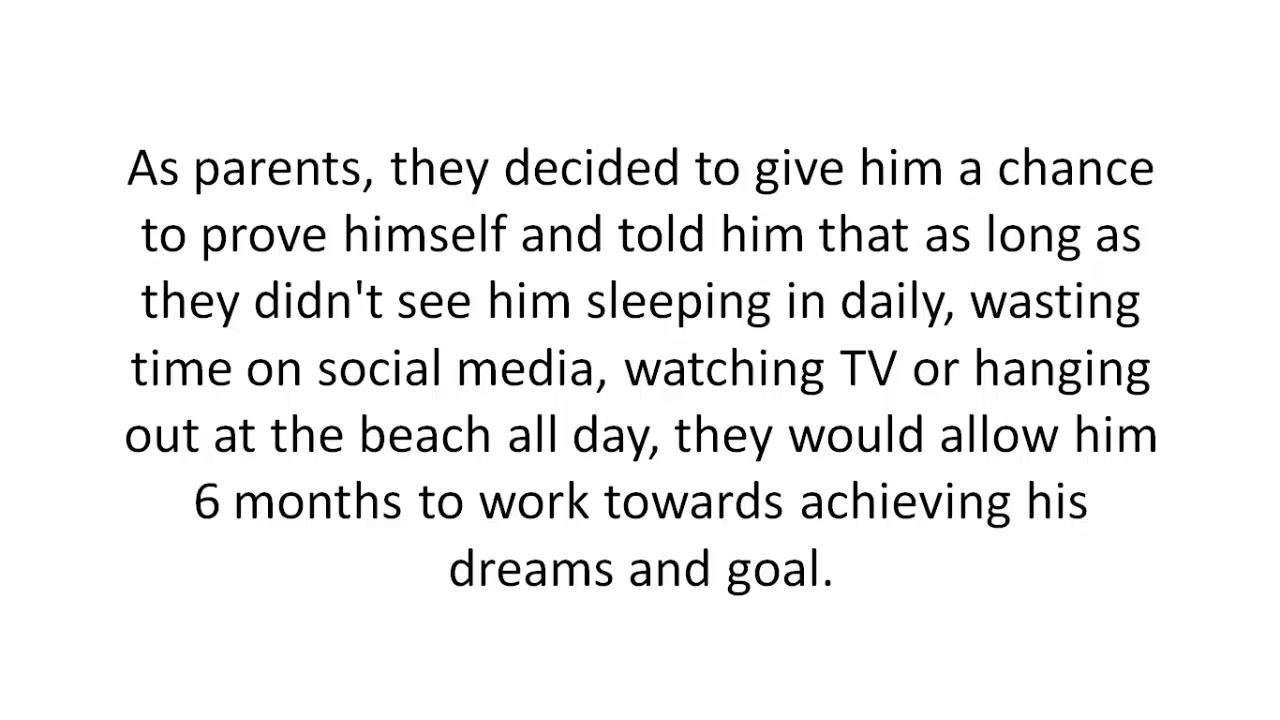 As parents, they decided to give him a chance
to prove himself and told him that as long as
they didn't see him sleeping in daily, wasting
time on social media, watching TV or hanging
out at the beach all day, they would allow him
6 months to work towards achieving his
dreams and goal.